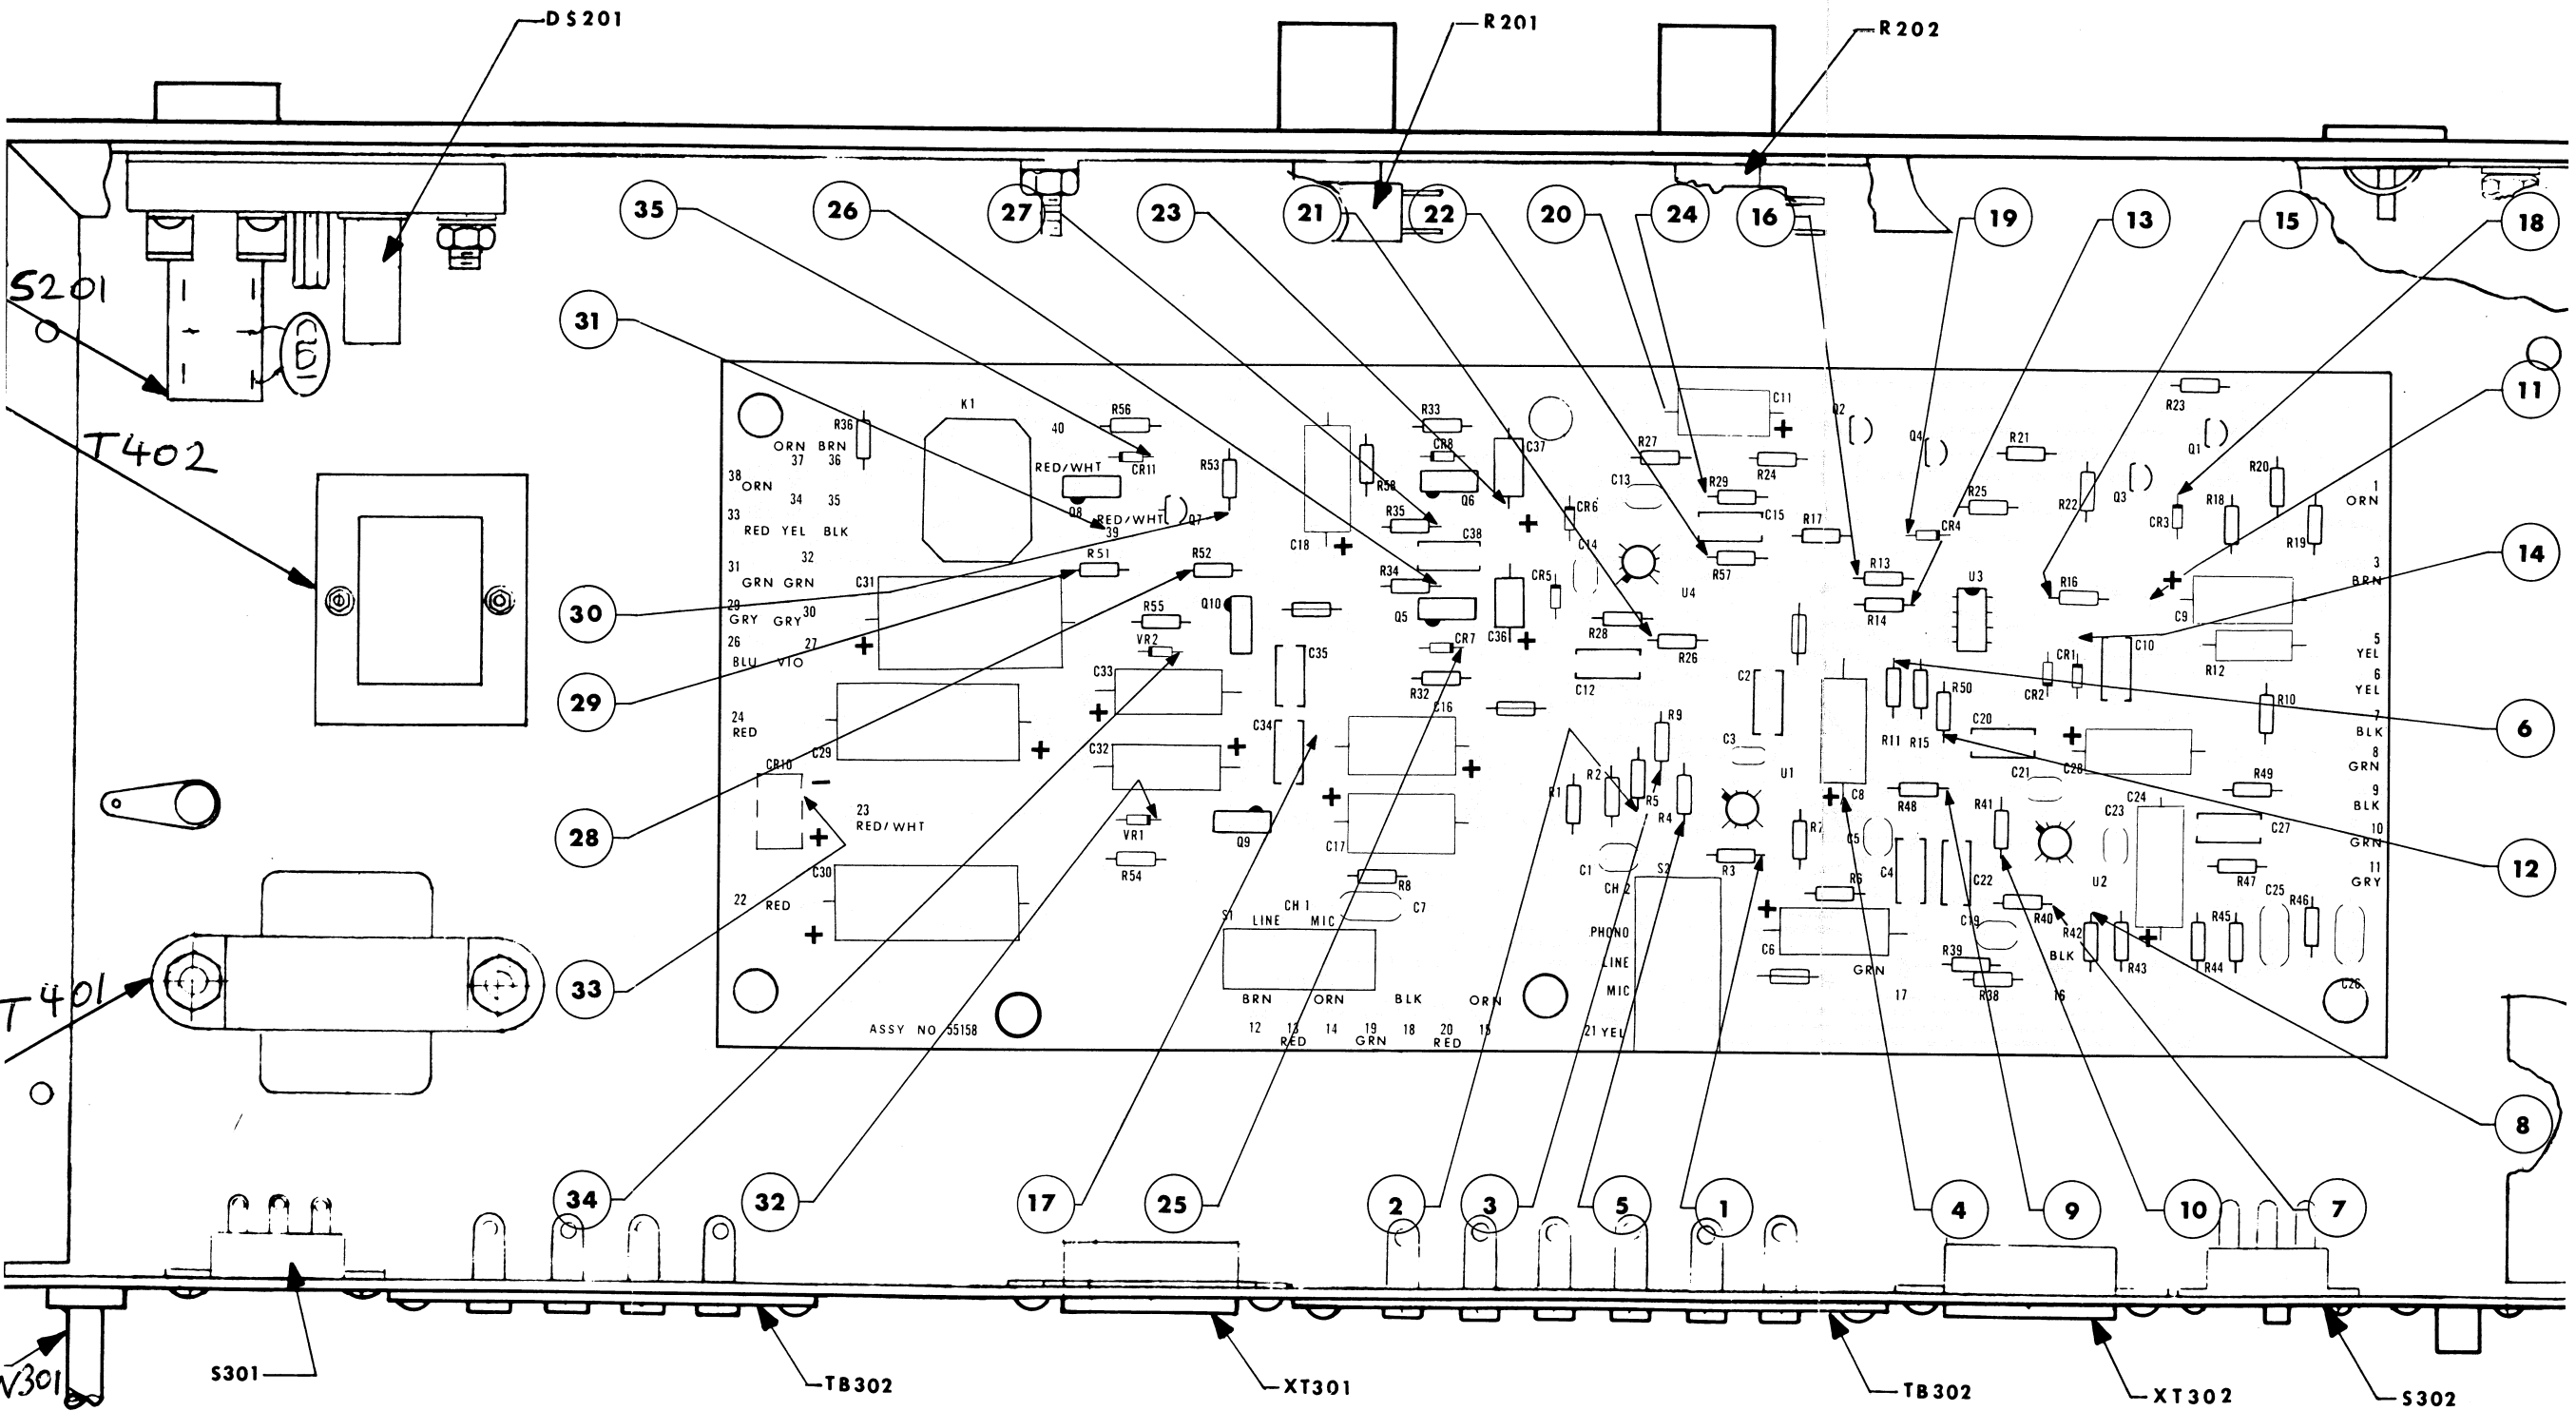 DS201
R201
R202
35
26
27
23
21
22
20
24
16
19
13
15
18
S201
31
T402
11
K1
R56
R33
C11
Q2
R23
R36
40
CR8
C37
R27
Q4
R21
Q1
ORN BRN
37 36
RED/WHT
CR11
R53
R58
Q6
C13
R29
R24
R20
38
ORN
34 35
Q8
RED/WHT
39
Q7
R35
CR6
C15
R17
R25
R22
Q3
CR3
R18
1
ORN
33
RED YEL BLK
C18
C38
C14
CR4
R19
32
31
GRN GRN
C31
R51
R52
R34
CR5
R57
U4
R13
U3
R16
3
BRN
14
30
29
GRY GRY
30
R55
Q10
Q5
C36
R28
R14
C9
26
BLU VIO
27
VR2
C35
CR7
R26
CR1
C10
R12
5
YEL
29
C33
R32
C12
C2
CR2
6
YEL
24
RED
C16
R9
R50
C20
R10
7
BLK
6
C29
C32
C34
C3
R11 R15
8
GRN
CR10
R1
R2
R5
U1
C8
C21
C28
R49
9
BLK
28
23
RED/WHT
VR1
Q9
C17
R4
R7
C5
R48
R41
C24
C23
C27
10
GRN
R54
C1
S2
R3
R47
11
GRY
12
C30
R8
CH 2
R6
C4
C22
U2
C25
R46
22 RED
CH 1
S1
LINE MIC
C7
PHONO
C6
C19
R40
R42
R45
33
LINE
GRN
R39
BLK
R43
R44
MIC
17
R38
16
C26
T401
BRN ORN BLK ORN
ASSY NO 55158
12 13 14 19 18 20 15
RED GRN RED
21 YEL
8
34
32
17
25
2
3
5
1
4
9
10
7
S301
TB302
XT301
TB302
XT302
S302